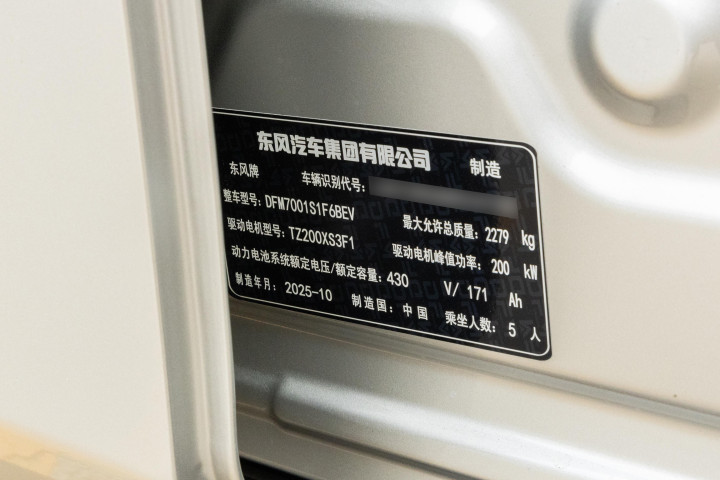 东风汽车集团有限公司 制造
东风牌 车辆识别代号:
整车型号: DFM7001S1F6BEV 最大允许总质量: 2279 kg
驱动电机型号: TZ200XS3F1 驱动电机峰值功率: 200 kW
动力电池系统额定电压/额定容量: 430 V/ 171 Ah
制造年月: 2025-10 制造国: 中国 乘坐人数: 5 人